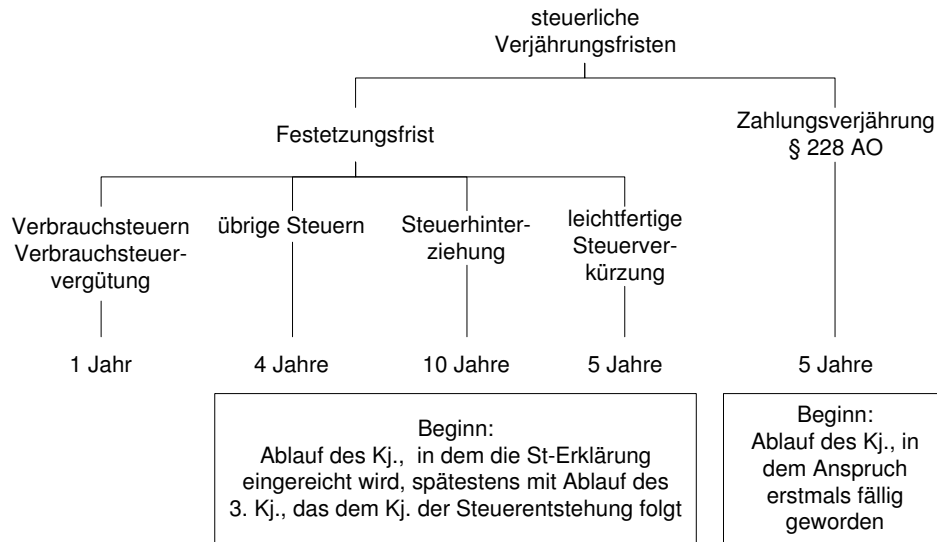 steuerliche
Verjährungsfristen
Festetzungsfrist
Zahlungsverjährung
§ 228 AO
Verbrauchsteuern
Verbrauchsteuer-
vergütung
übrige Steuern
Steuerhinter-
ziehung
leichtfertige
Steuerver-
kürzung
1 Jahr
4 Jahre
10 Jahre
5 Jahre
5 Jahre
Beginn:
Ablauf des Kj., in dem die St-Erklärung
eingereicht wird, spätestens mit Ablauf des
3. Kj., das dem Kj. der Steuerentstehung folgt
Beginn:
Ablauf des Kj., in
dem Anspruch
erstmals fällig
geworden